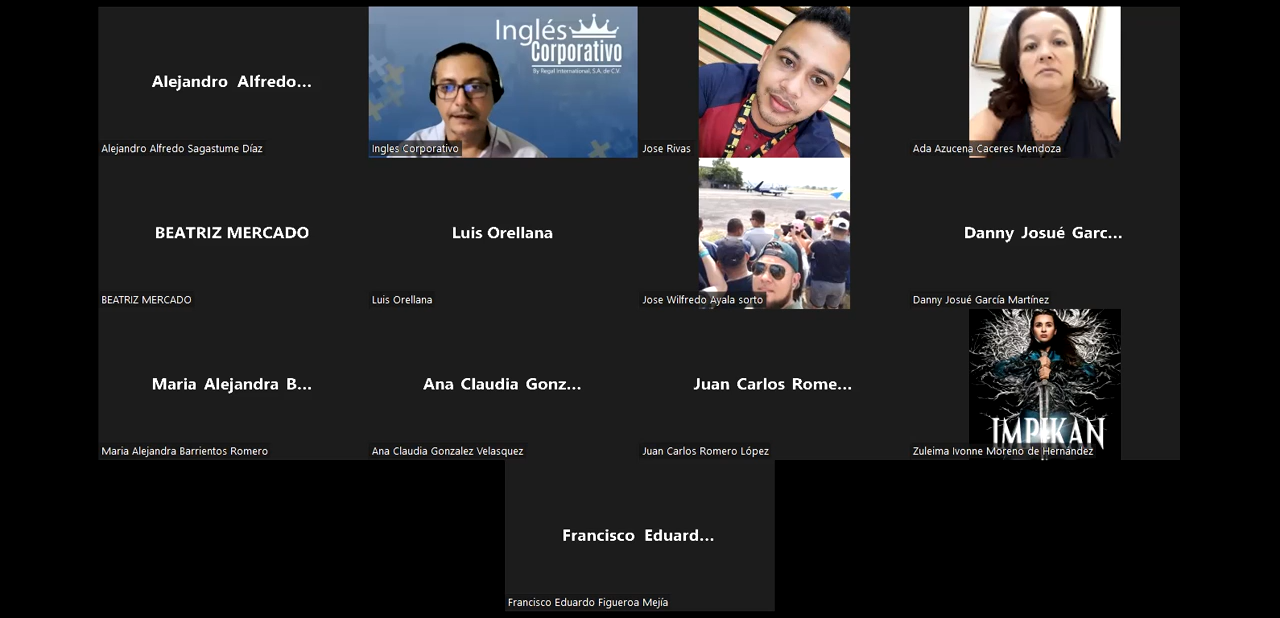 Alejandro Alfredo...
Alejandro Alfredo Sagastume Díaz
Inglés
Corporativo
By Regal International, S.A. de C.V.
Ingles Corporativo
Jose Rivas
Ada Azucena Caceres Mendoza
BEATRIZ MERCADO
BEATRIZ MERCADO
Luis Orellana
Luis Orellana
Jose Wilfredo Ayala sorto
Danny Josué Garc...
Danny Josué García Martínez
Maria Alejandra B...
Maria Alejandra Barrientos Romero
Ana Claudia Gonz...
Ana Claudia Gonzalez Velasquez
Juan Carlos Rome...
Juan Carlos Romero López
IMPIKAN
Zuleima Ivonne Moreno de Hernández
Francisco Eduard...
Francisco Eduardo Figueroa Mejía